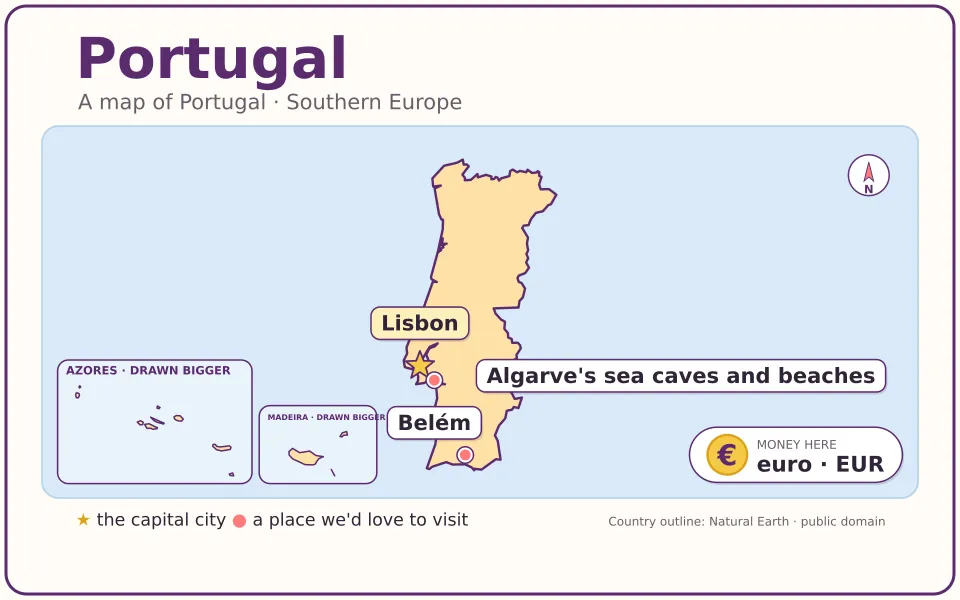 Portugal
A map of Portugal · Southern Europe
N
Lisbon
AZORES · DRAWN BIGGER
Algarve's sea caves and beaches
MADEIRA · DRAWN BIGGER
Belém
€
MONEY HERE
euro · EUR
★ the capital city ● a place we'd love to visit
Country outline: Natural Earth · public domain